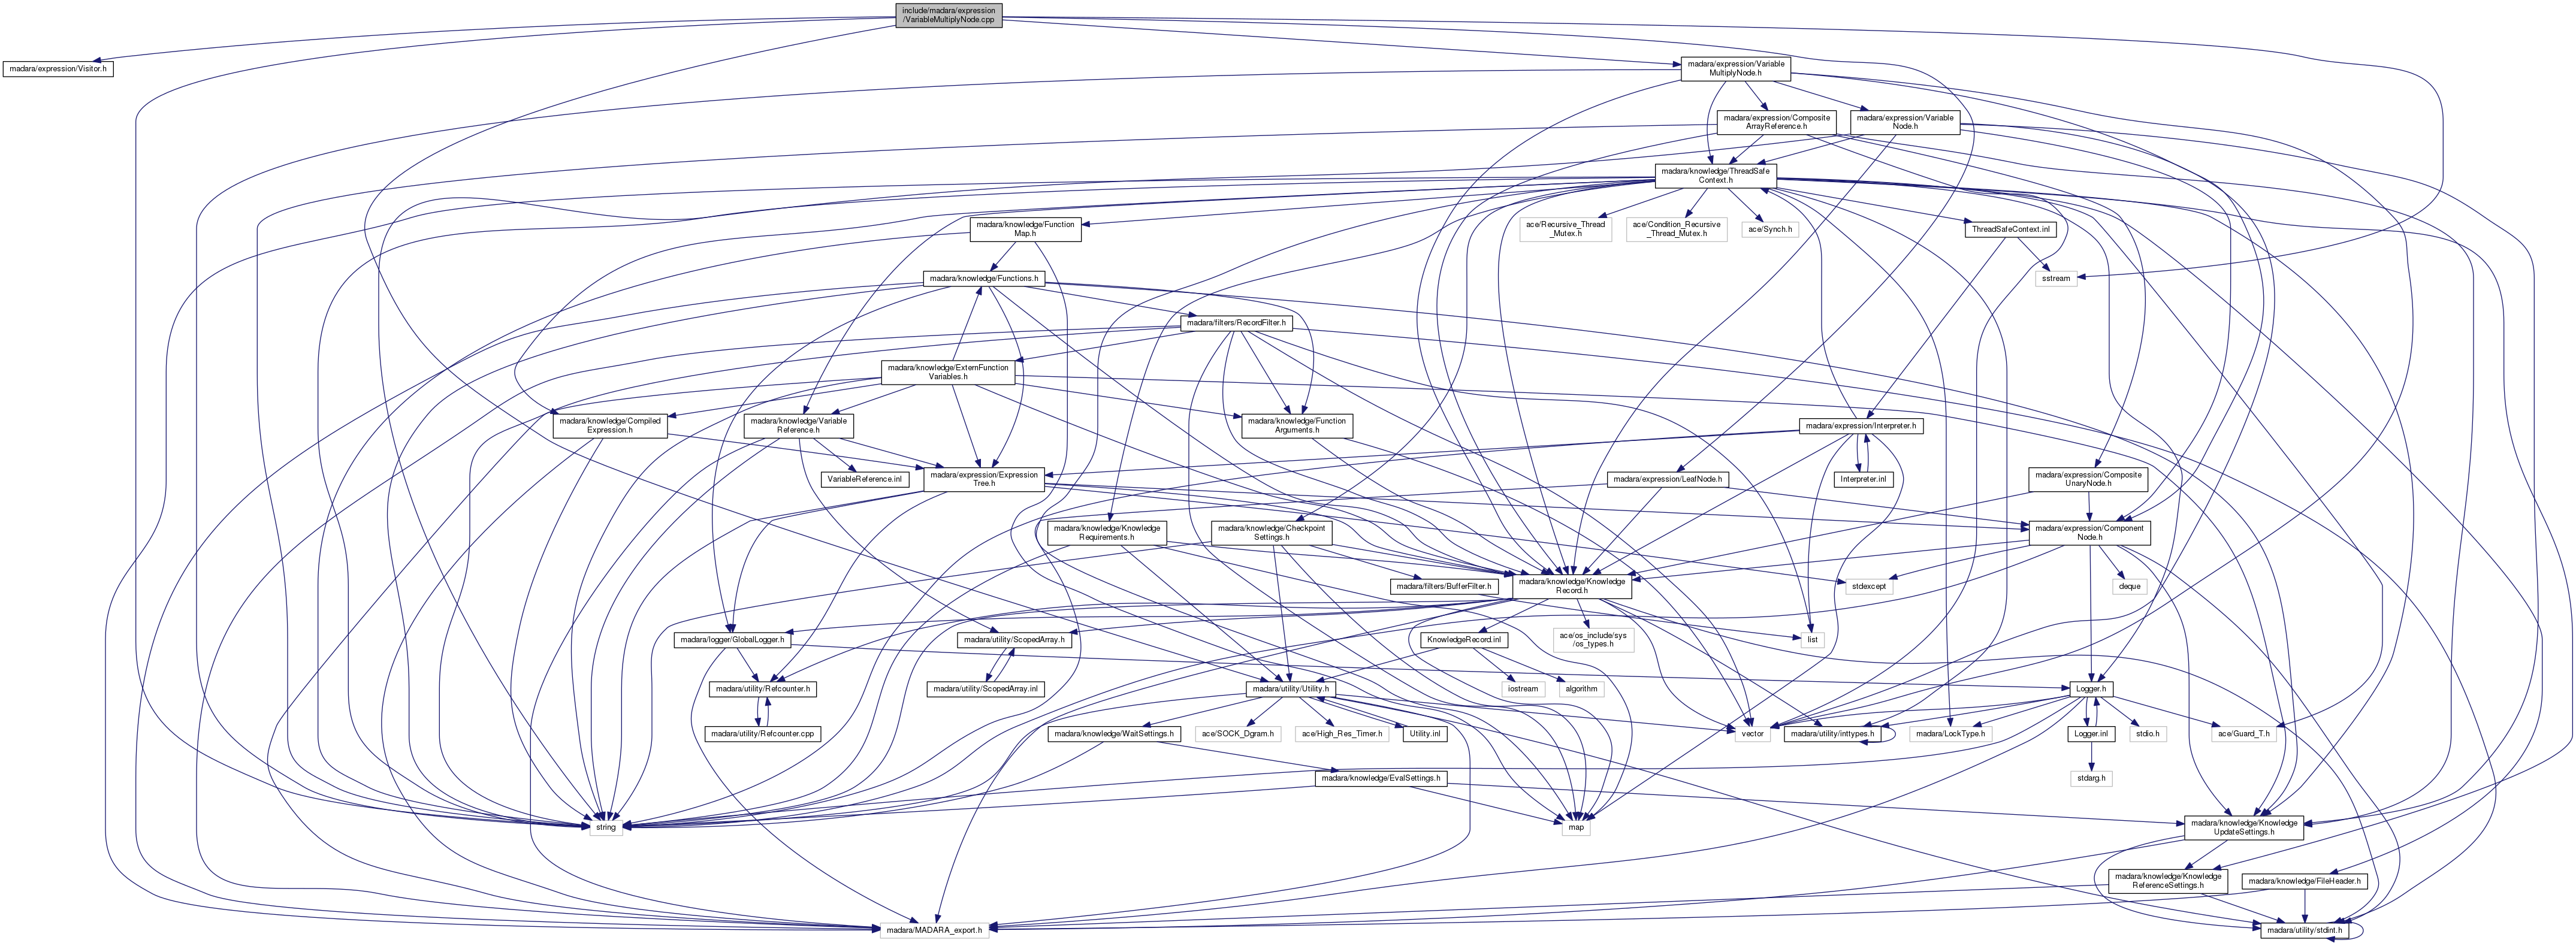 include/madara/expression
/VariableMultiplyNode.cpp
madara/expression/Visitor.h
madara/expression/Variable
MultiplyNode.h
madara/expression/Composite
ArrayReference.h
madara/expression/Variable
Node.h
madara/knowledge/ThreadSafe
Context.h
madara/knowledge/Function
Map.h
ace/Recursive_Thread
_Mutex.h
ace/Condition_Recursive
_Thread_Mutex.h
ace/Synch.h
ThreadSafeContext.inl
madara/knowledge/Functions.h
sstream
madara/filters/RecordFilter.h
madara/knowledge/ExternFunction
Variables.h
madara/knowledge/Compiled
Expression.h
madara/knowledge/Variable
Reference.h
madara/knowledge/Function
Arguments.h
madara/expression/Interpreter.h
VariableReference.inl
madara/expression/Expression
Tree.h
madara/expression/LeafNode.h
Interpreter.inl
madara/expression/Composite
UnaryNode.h
madara/knowledge/Knowledge
Requirements.h
madara/knowledge/Checkpoint
Settings.h
madara/expression/Component
Node.h
madara/filters/BufferFilter.h
madara/knowledge/Knowledge
Record.h
stdexcept
deque
madara/logger/GlobalLogger.h
madara/utility/ScopedArray.h
KnowledgeRecord.inl
ace/os_include/sys
/os_types.h
list
madara/utility/Refcounter.h
madara/utility/ScopedArray.inl
madara/utility/Utility.h
iostream
algorithm
Logger.h
madara/utility/Refcounter.cpp
madara/knowledge/WaitSettings.h
ace/SOCK_Dgram.h
ace/High_Res_Timer.h
Utility.inl
vector
madara/utility/inttypes.h
madara/LockType.h
Logger.inl
stdio.h
ace/Guard_T.h
madara/knowledge/EvalSettings.h
stdarg.h
string
map
madara/knowledge/Knowledge
UpdateSettings.h
madara/knowledge/Knowledge
ReferenceSettings.h
madara/knowledge/FileHeader.h
madara/MADARA_export.h
madara/utility/stdint.h